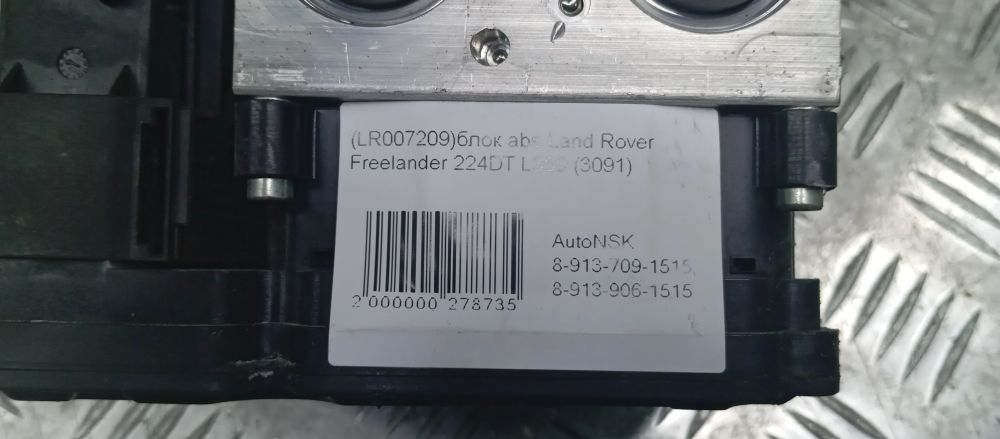 (LR007209)блок abs Land Rover
Freelander 224DT (3091)
AutoNSK
8-913-709-1515,
8-913-906-1515
2 000000 278735